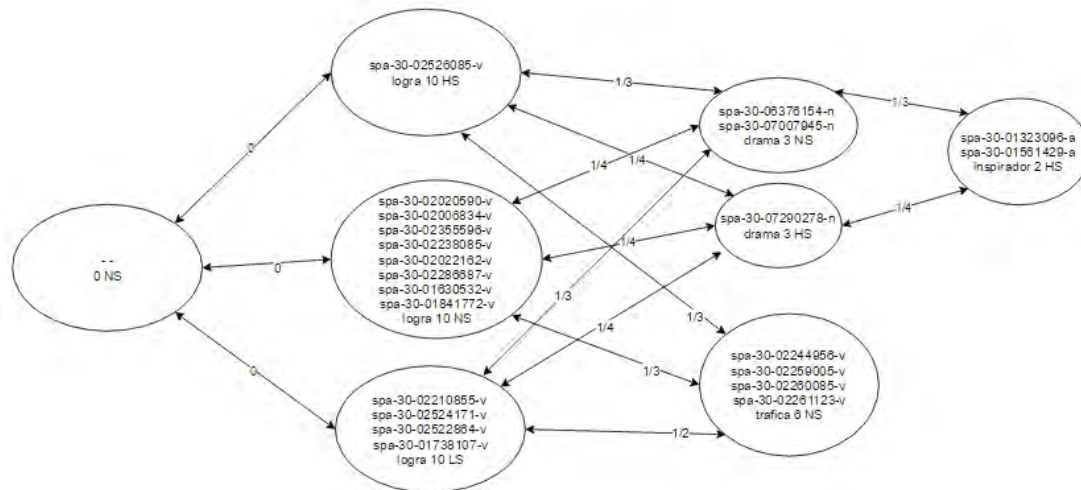 - -
0 NS
spa-30-02526085-v
logra 10 HS
spa-30-02020590-v
spa-30-02006834-v
spa-30-02355596-v
spa-30-02238085-v
spa-30-02022162-v
spa-30-02286687-v
spa-30-01630532-v
spa-30-01841772-v
logra 10 NS
spa-30-02210855-v
spa-30-02524171-v
spa-30-02522864-v
spa-30-01738107-v
logra 10 LS
spa-30-06376154-n
spa-30-07007945-n
drama 3 NS
spa-30-07290278-n
drama 3 HS
spa-30-02244956-v
spa-30-02259005-v
spa-30-02260085-v
spa-30-02261123-v
trafica 6 NS
spa-30-01323096-a
spa-30-01561429-a
inspirador 2 HS
0
0
0
1/3
1/4
1/3
1/4
1/4
1/3
1/3
1/4
1/2
1/3
1/4